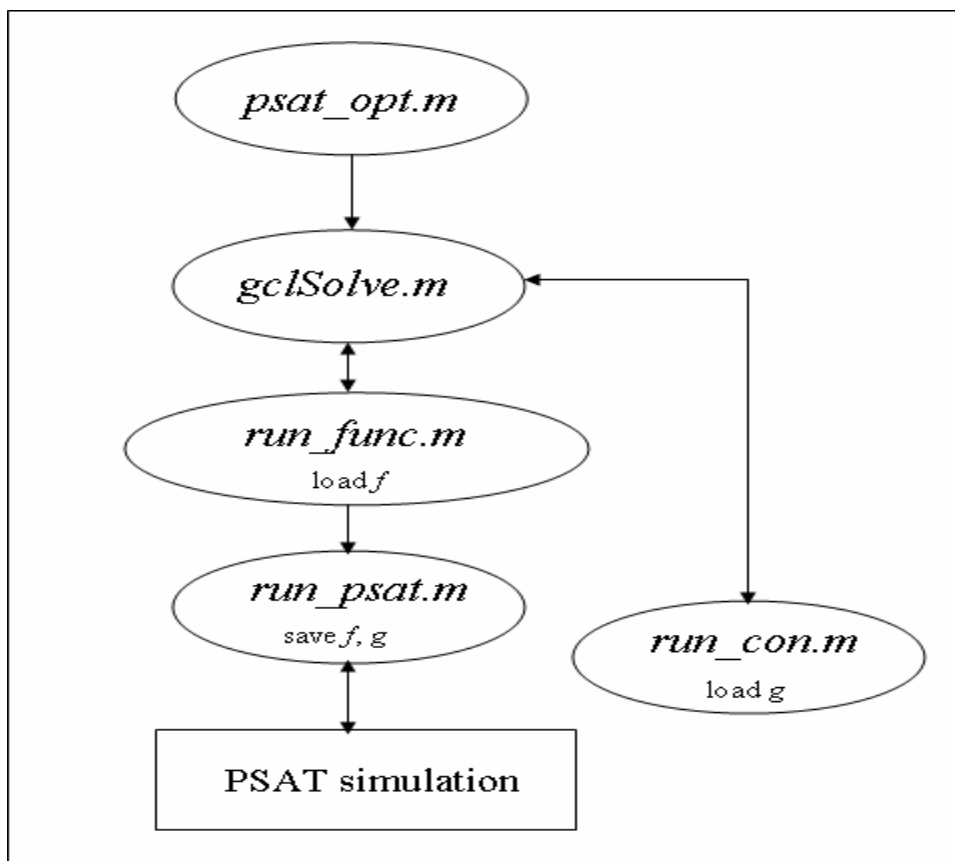 psat_opt.m
gclSolve.m
run_func.m
load f
run_psat.m
save f, g
run_con.m
load g
PSAT simulation